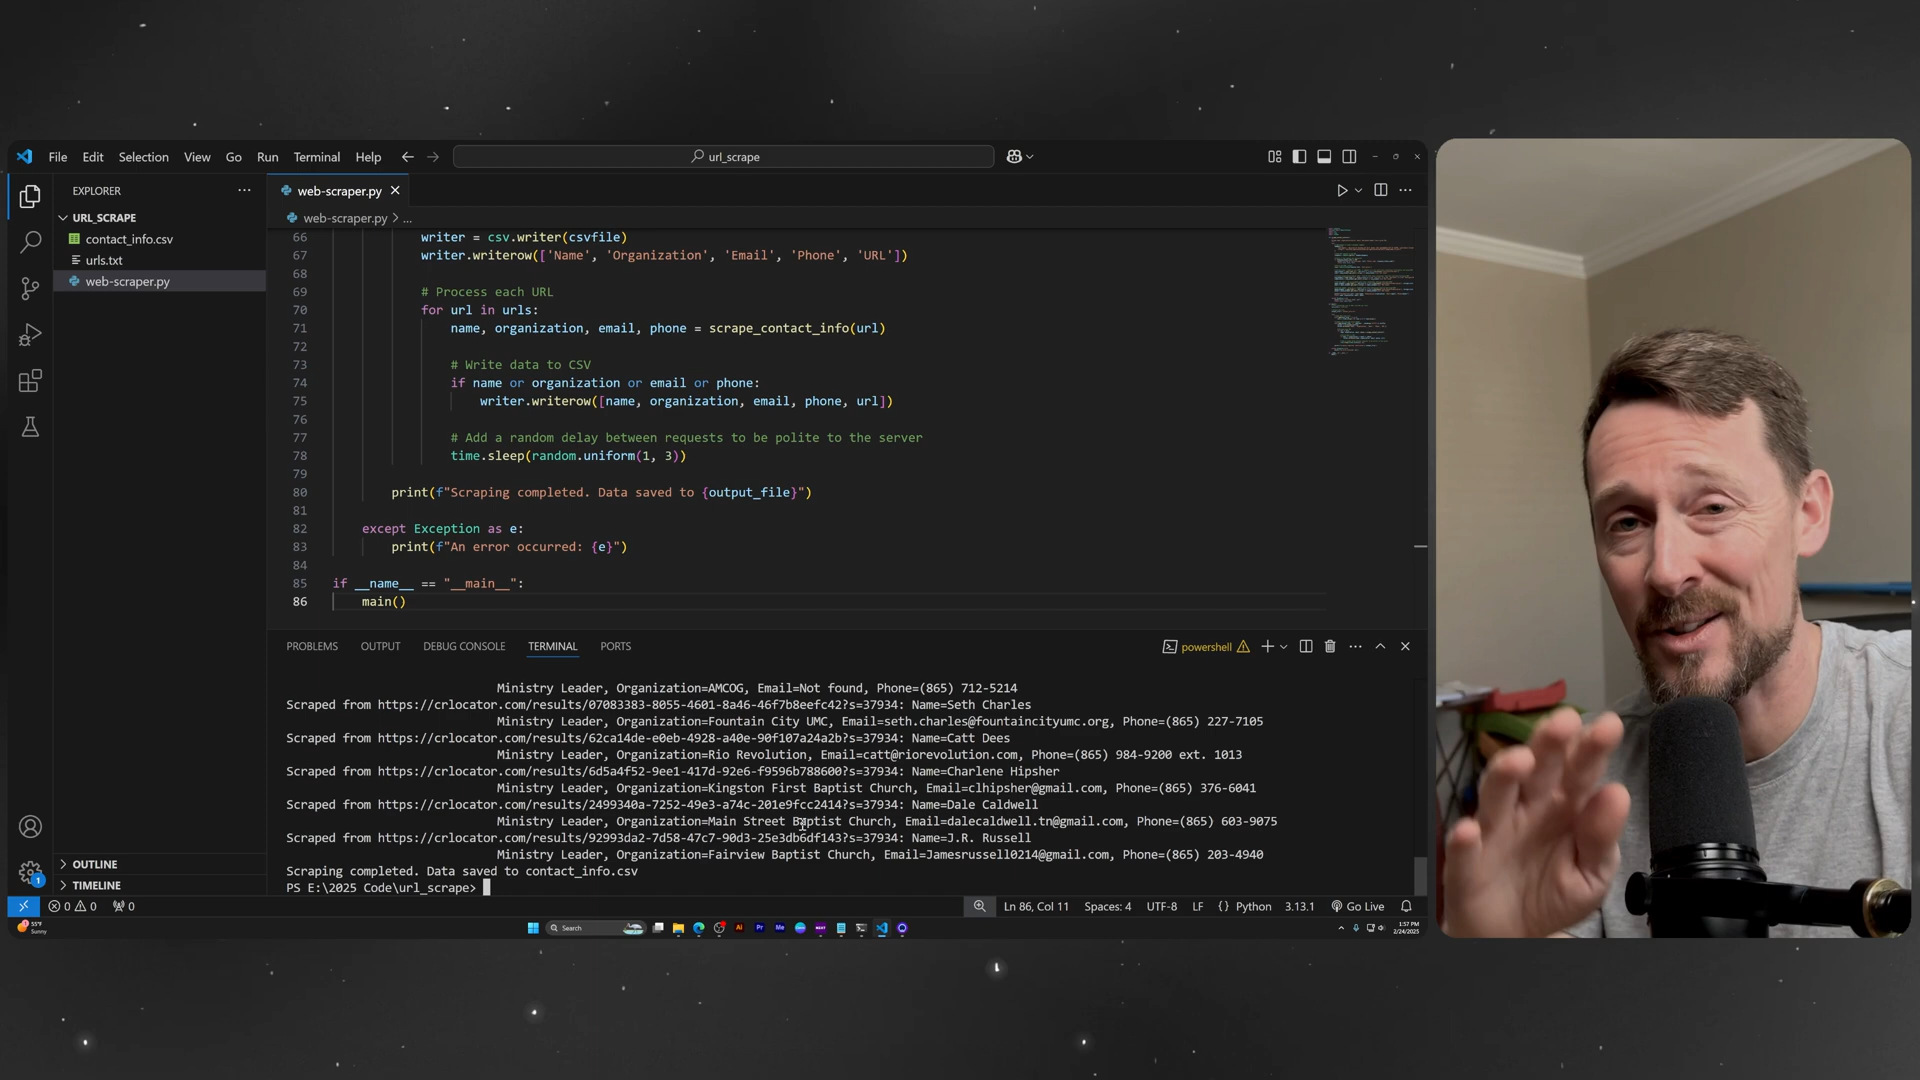 File Edit Selection View Go Run Terminal Help
url_scrape
EXPLORER
URL_SCRAPE
contact_info.csv
urls.txt
web-scraper.py
OUTLINE
TIMELINE
web-scraper.py
web-scraper.py > ...
66 writer = csv.writer(csvfile)
67 writer.writerow(['Name', 'Organization', 'Email', 'Phone', 'URL'])
68
69 # Process each URL
70 for url in urls:
71 name, organization, email, phone = scrape_contact_info(url)
72
73 # Write data to CSV
74 if name or organization or email or phone:
75 writer.writerow([name, organization, email, phone, url])
76
77 # Add a random delay between requests to be polite to the server
78 time.sleep(random.uniform(1, 3))
79
80 print(f"Scraping completed. Data saved to {output_file}")
81
82 except Exception as e:
83 print(f"An error occurred: {e}")
84
85 if __name__ == "__main__":
86 main()
PROBLEMS OUTPUT DEBUG CONSOLE TERMINAL PORTS
powershell
Ministry Leader, Organization=AMCOG, Email=Not found, Phone=(865) 712-5214
Scraped from https://crlocator.com/results/07083383-8055-4601-8a46-46f7b8eefc42?s=37934: Name=Seth Charles
Ministry Leader, Organization=Fountain City UMC, Email=seth.charles@fountaincityumc.org, Phone=(865) 227-7105
Scraped from https://crlocator.com/results/62ca14de-e0eb-4928-a40e-90f107a24a2b?s=37934: Name=Catt Dees
Ministry Leader, Organization=Rio Revolution, Email=catt@riorevolution.com, Phone=(865) 984-9200 ext. 1013
Scraped from https://crlocator.com/results/6d5a4f52-9ee1-417d-92e6-f9596b788600?s=37934: Name=Charlene Hipsher
Ministry Leader, Organization=Kingston First Baptist Church, Email=clhipsher@gmail.com, Phone=(865) 376-6041
Scraped from https://crlocator.com/results/2499340a-7252-49e3-a74c-201e9fcc2414?s=37934: Name=Dale Caldwell
Ministry Leader, Organization=Main Street Baptist Church, Email=dalecaldwell.tn@gmail.com, Phone=(865) 603-9075
Scraped from https://crlocator.com/results/92993da2-7d58-47c7-90d3-25e3db6df143?s=37934: Name=J.R. Russell
Ministry Leader, Organization=Fairview Baptist Church, Email=Jamesrussell0214@gmail.com, Phone=(865) 203-4940
Scraping completed. Data saved to contact_info.csv
PS E:\2025 Code\url_scrape>
1
0 0 0 Ln 86, Col 11 Spaces: 4 UTF-8 LF {} Python 3.13.1 Go Live
55°F
Sunny
Search
Ai Pr Me
1:57 PM
2/24/2025